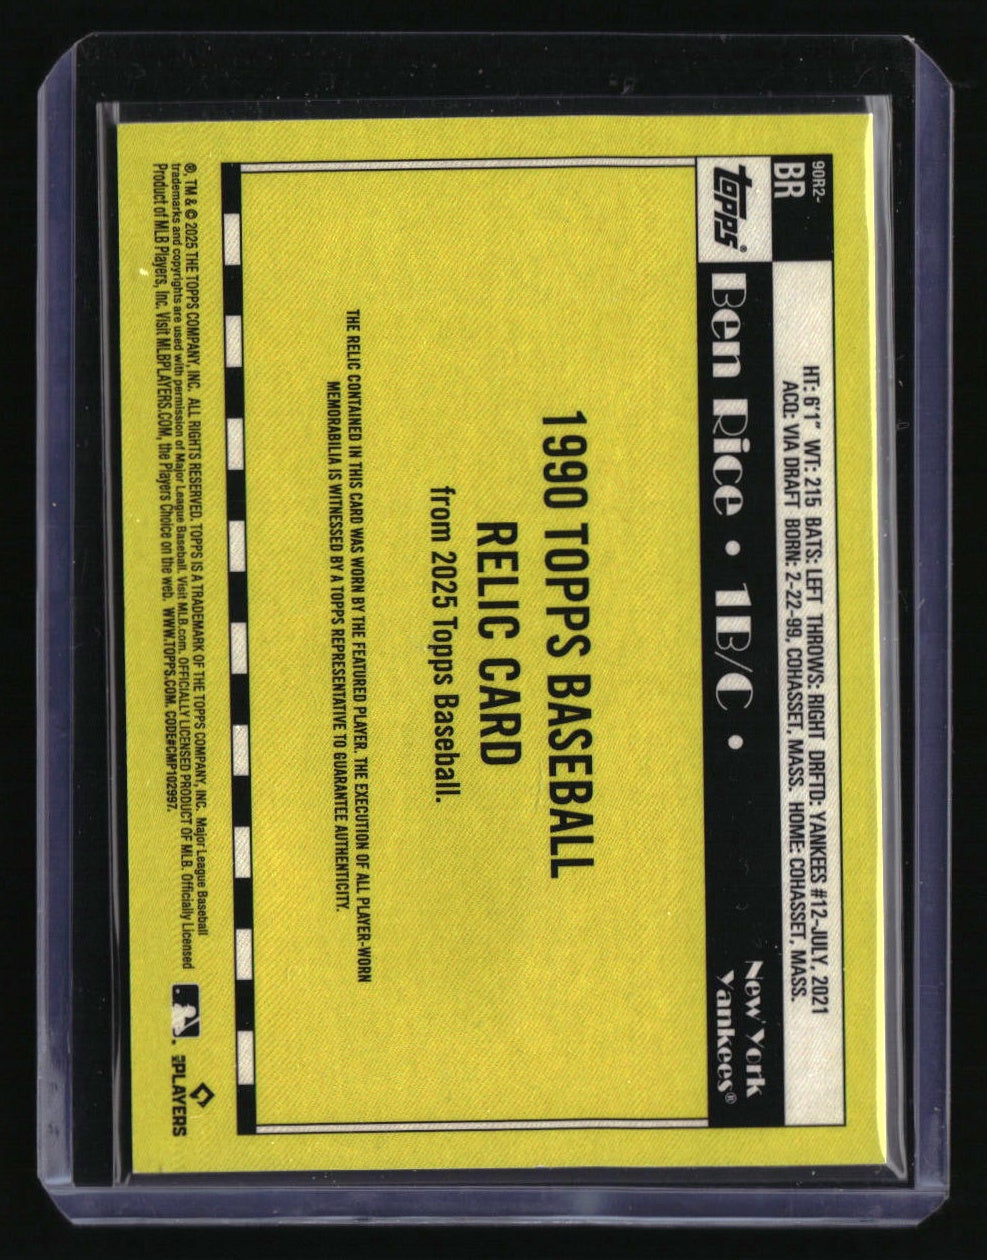 90R2-
BR
HT: 6'1" WT: 215 BATS: LEFT THROWS: RIGHT DRFTD: YANKEES #12-JULY, 2021
ACQ: VIA DRAFT BORN: 2-22-99, COHASSET, MASS. HOME: COHASSET, MASS.
topps®
Ben Rice • 1B/C •
New York
Yankees®
1990 TOPPS BASEBALL
RELIC CARD
from 2025 Topps Baseball.
THE RELIC CONTAINED IN THIS CARD WAS WORN BY THE FEATURED PLAYER. THE EXECUTION OF ALL PLAYER-WORN
MEMORABILIA IS WITNESSED BY A TOPPS REPRESENTATIVE TO GUARANTEE AUTHENTICITY.
®, TM & © 2025 THE TOPPS COMPANY, INC. ALL RIGHTS RESERVED. TOPPS IS A TRADEMARK OF THE TOPPS COMPANY, INC. Major League Baseball
trademarks and copyrights are used with permission of Major League Baseball. Visit MLB.com. OFFICIALLY LICENSED PRODUCT OF MLB. Officially Licensed
Product of MLB Players, Inc. Visit MLBPLAYERS.COM, the Players Choice on the web. WWW.TOPPS.COM. CODE#CMP102997.
MLB PLAYERS